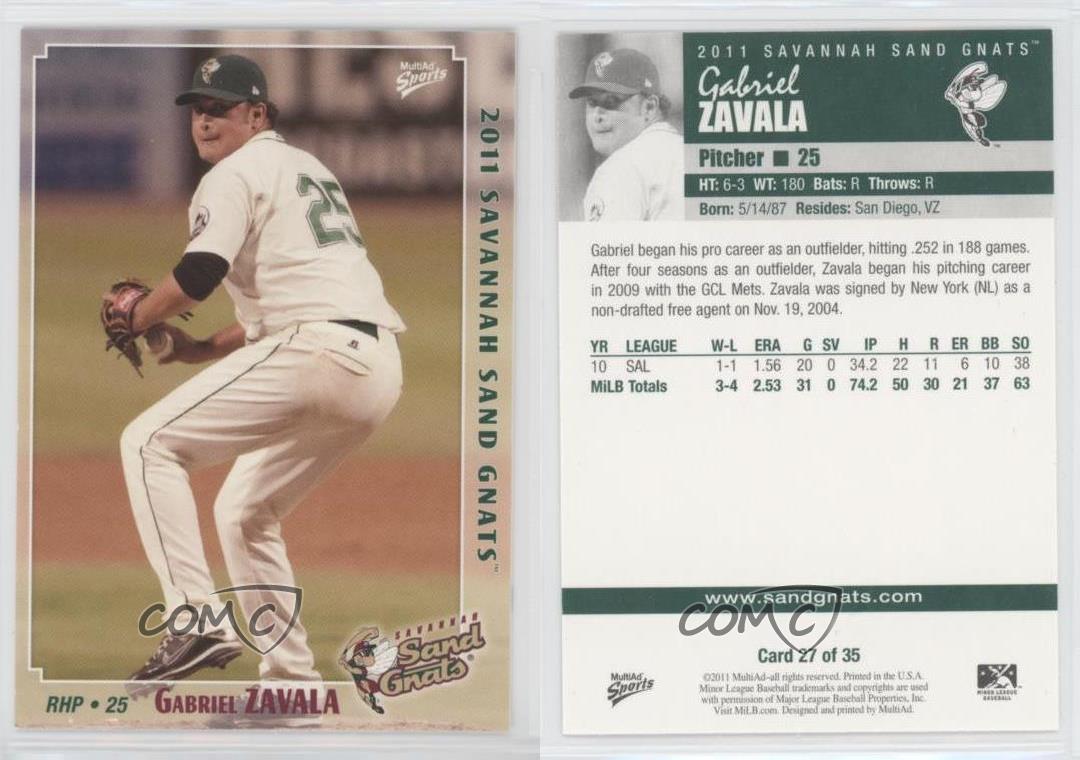 MultiAd
Sports
2011 SAVANNAH SAND GNATS™
25
COMC
SAVANNAH
Sand
Gnats®
RHP • 25 GABRIEL ZAVALA
2011 SAVANNAH SAND GNATS™
Gabriel
ZAVALA
Pitcher ■ 25
HT: 6-3 WT: 180 Bats: R Throws: R
Born: 5/14/87 Resides: San Diego, VZ
Gabriel began his pro career as an outfielder, hitting .252 in 188 games.
After four seasons as an outfielder, Zavala began his pitching career
in 2009 with the GCL Mets. Zavala was signed by New York (NL) as a
non-drafted free agent on Nov. 19, 2004.
YR LEAGUE W-L ERA G SV IP H R ER BB SO
10 SAL 1-1 1.56 20 0 34.2 22 11 6 10 38
MiLB Totals 3-4 2.53 31 0 74.2 50 30 21 37 63
www.sandgnats.com
COMC
Card 27 of 35
MultiAd
Sports
©2011 MultiAd-all rights reserved. Printed in the U.S.A.
Minor League Baseball trademarks and copyrights are used
with permission of Major League Baseball Properties, Inc.
Visit MiLB.com. Designed and printed by MultiAd.
MINOR LEAGUE
BASEBALL